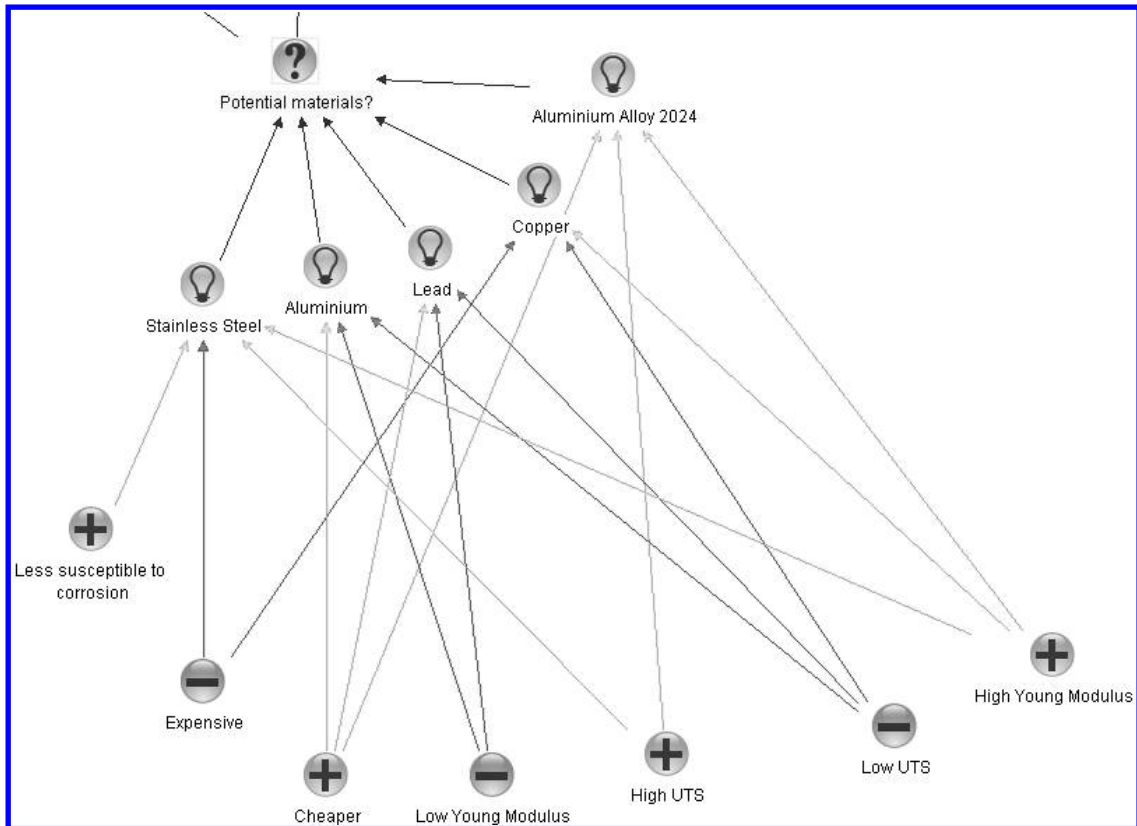 ?
Potential materials?
Aluminium Alloy 2024
Copper
Lead
Aluminium
Stainless Steel
Less susceptible to
corrosion
High Young Modulus
Expensive
Low UTS
High UTS
Cheaper
Low Young Modulus